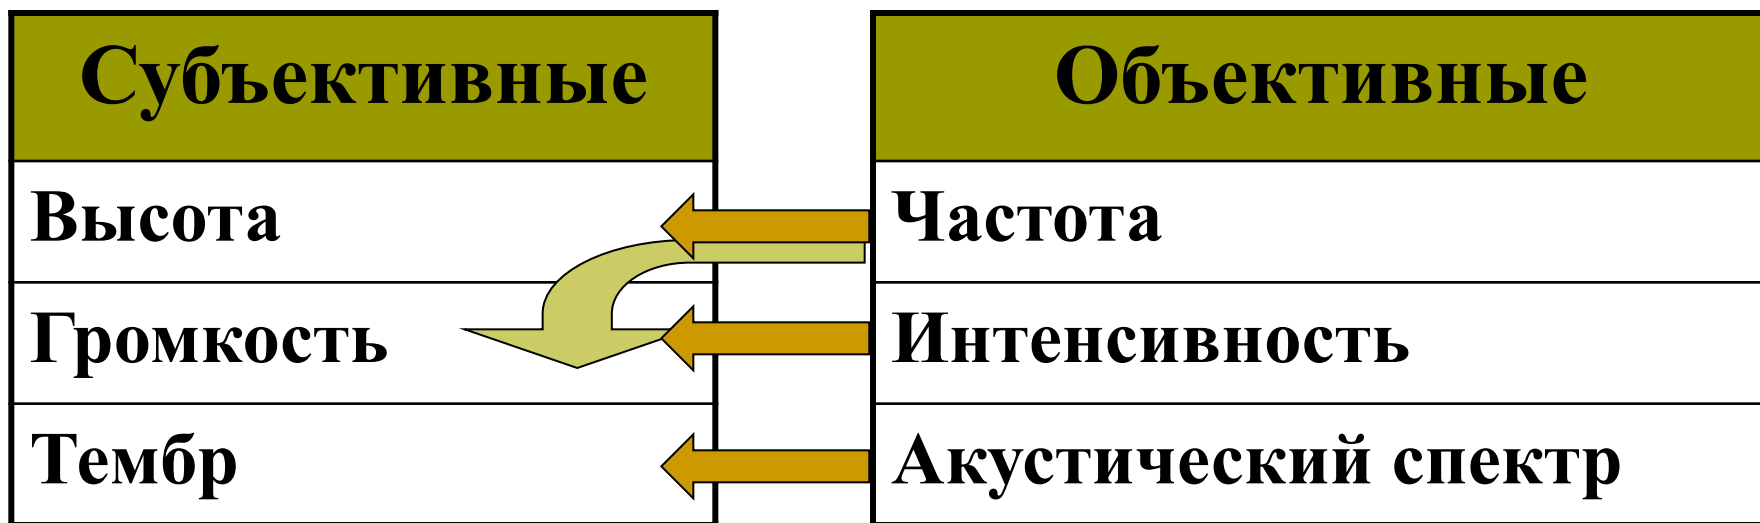 Субъективные
Высота
Громкость
Тембр
Объективные
Частота
Интенсивность
Акустический спектр